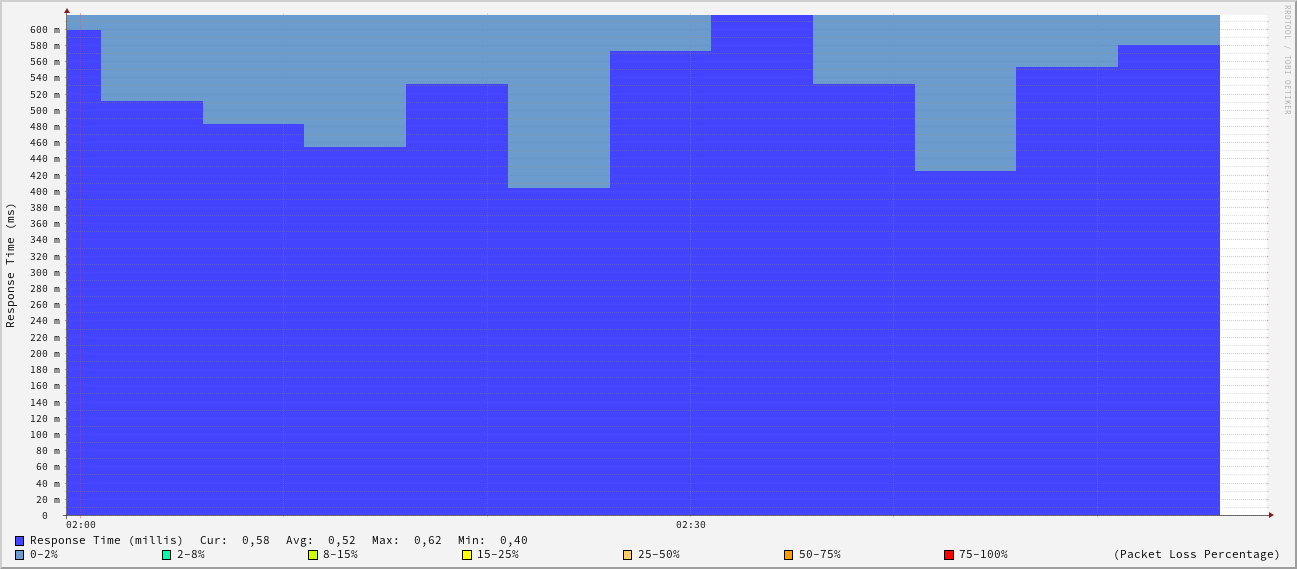 RRDTOOL / TOBI OETIKER
Response Time (ms)
600 m
580 m
560 m
540 m
520 m
500 m
480 m
460 m
440 m
420 m
400 m
380 m
360 m
340 m
320 m
300 m
280 m
260 m
240 m
220 m
200 m
180 m
160 m
140 m
120 m
100 m
80 m
60 m
40 m
20 m
0
02:00 02:30
Response Time (millis) Cur: 0,58 Avg: 0,52 Max: 0,62 Min: 0,40
0-2% 2-8% 8-15% 15-25% 25-50% 50-75% 75-100% (Packet Loss Percentage)